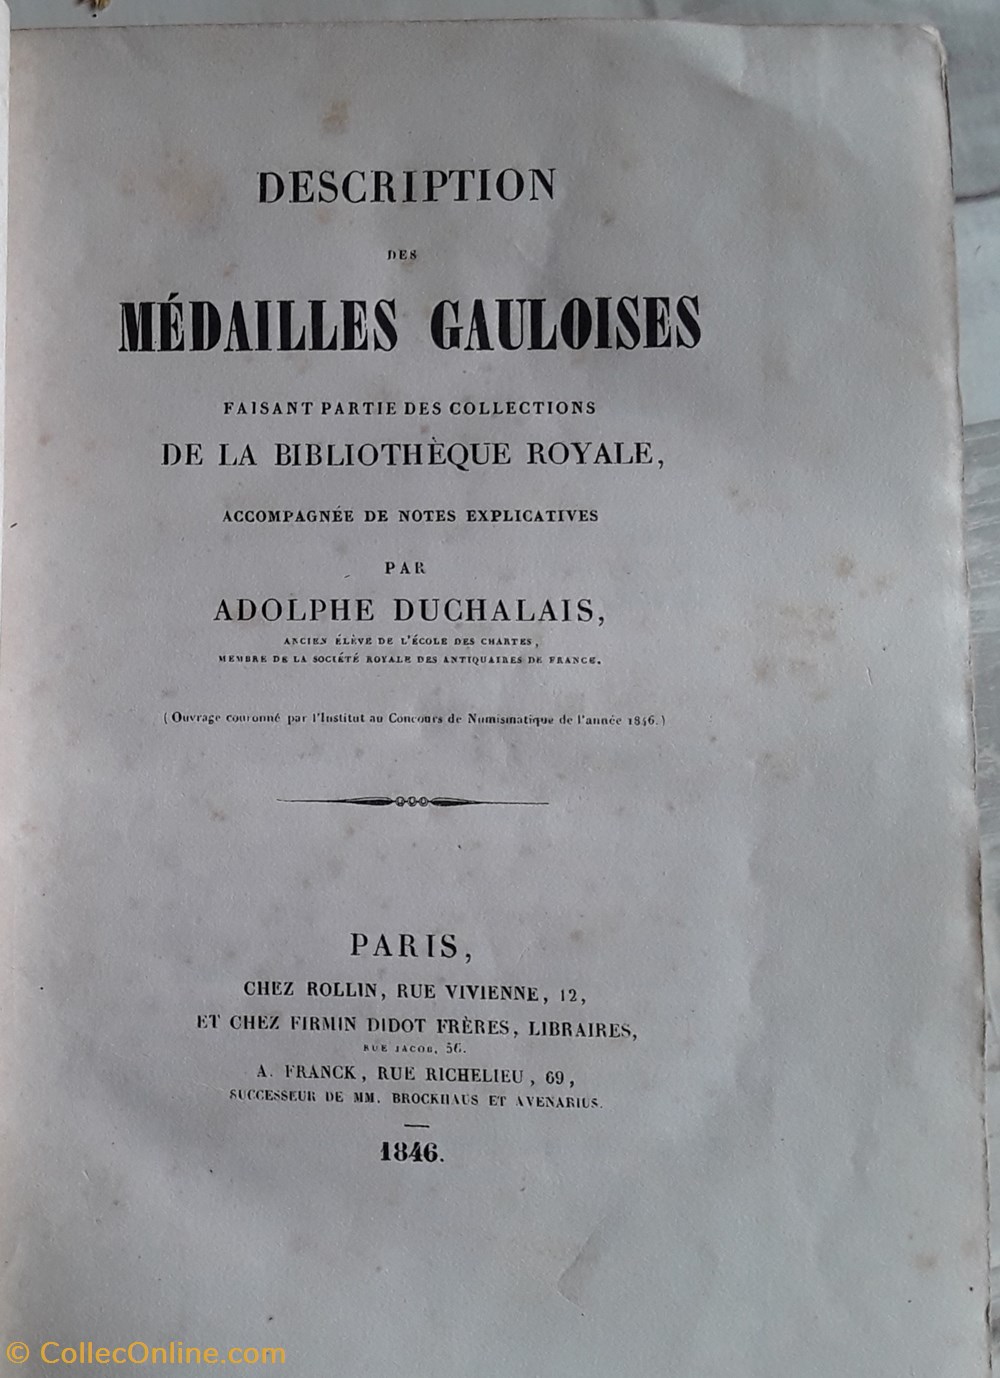 DESCRIPTION
DES
MÉDAILLES GAULOISES
FAISANT PARTIE DES COLLECTIONS
DE LA BIBLIOTHÈQUE ROYALE,
ACCOMPAGNÉE DE NOTES EXPLICATIVES
PAR
ADOLPHE DUCHALAIS,
ANCIEN ÉLÈVE DE L'ÉCOLE DES CHARTES,
MEMBRE DE LA SOCIÉTÉ ROYALE DES ANTIQUAIRES DE FRANCE.
(Ouvrage couronné par l'Institut au Concours de Numismatique de l'année 1846.)
PARIS,
CHEZ ROLLIN, RUE VIVIENNE, 12,
ET CHEZ FIRMIN DIDOT FRÈRES, LIBRAIRES,
RUE JACOB, 56.
A. FRANCK, RUE RICHELIEU, 69,
SUCCESSEUR DE MM. BROCKHAUS ET AVENARIUS.
1846.
© CollecOnline.com